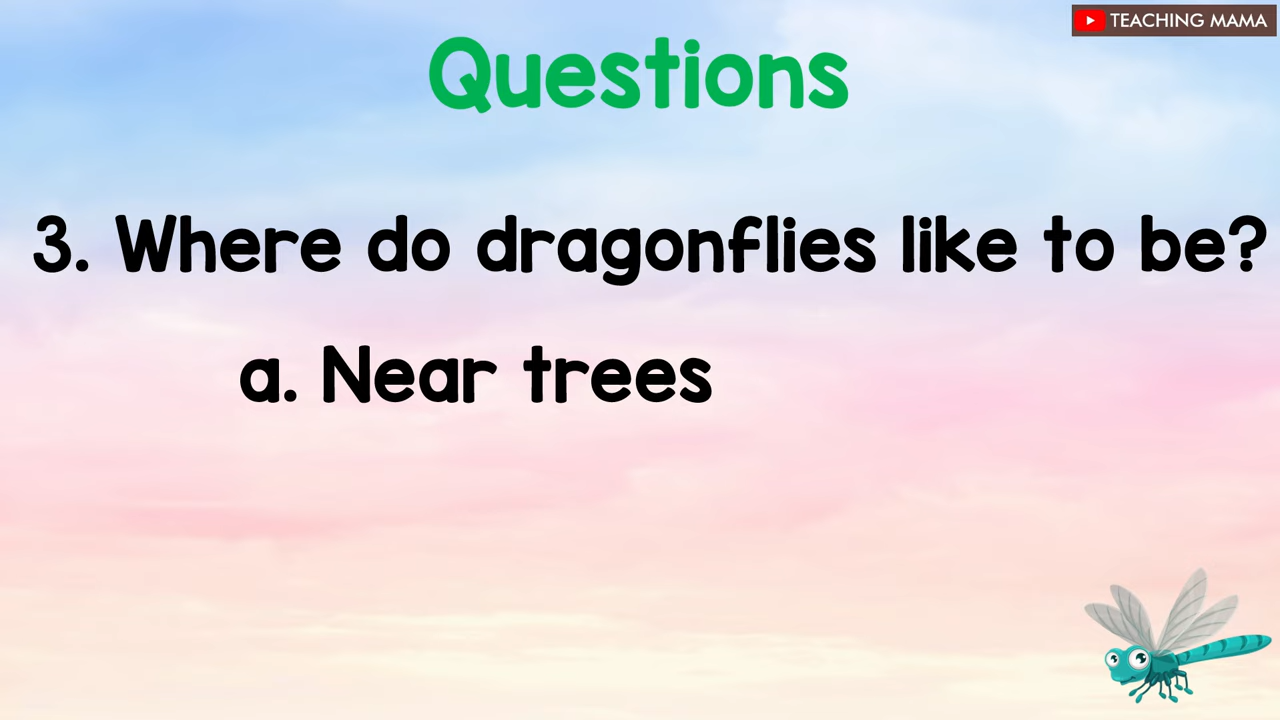 TEACHING MAMA
Questions
3. Where do dragonflies like to be?
a. Near trees